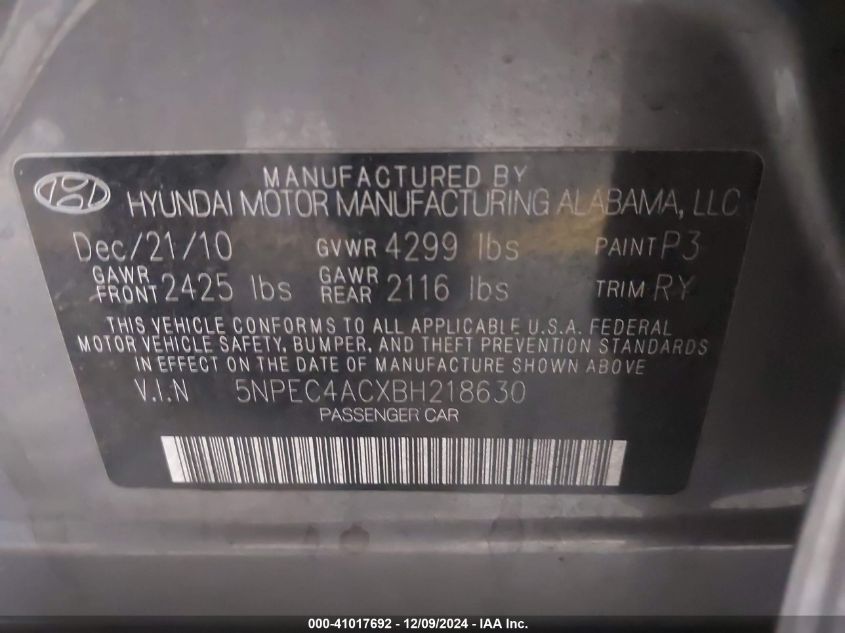 MANUFACTURED BY
HYUNDAI MOTOR MANUFACTURING ALABAMA, LLC
Dec/21/10 GVWR 4299 lbs PAINT P3
GAWR FRONT 2425 lbs GAWR REAR 2116 lbs TRIM RY
THIS VEHICLE CONFORMS TO ALL APPLICABLE U.S.A. FEDERAL
MOTOR VEHICLE SAFETY, BUMPER, AND THEFT PREVENTION STANDARDS
IN EFFECT ON THE DATE OF MANUFACTURE SHOWN ABOVE
V.I.N 5NPEC4ACXBH218630
PASSENGER CAR
000-41017692 - 12/09/2024 - IAAI Inc.